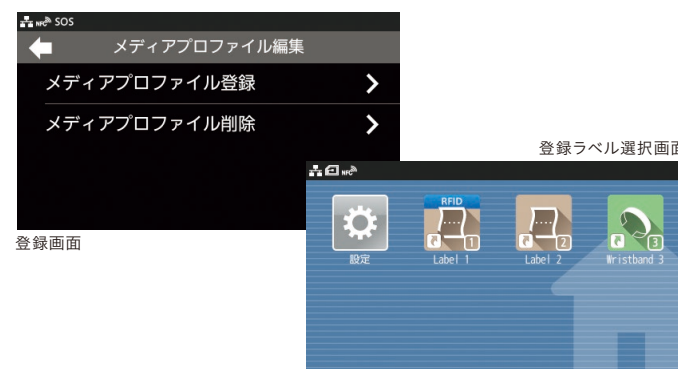 NFC SOS
メディアプロファイル編集
メディアプロファイル登録
メディアプロファイル削除
登録画面
登録ラベル選択画面
NFC
RFID
1
2
3
設定
Label 1
Label 2
Wristband 3